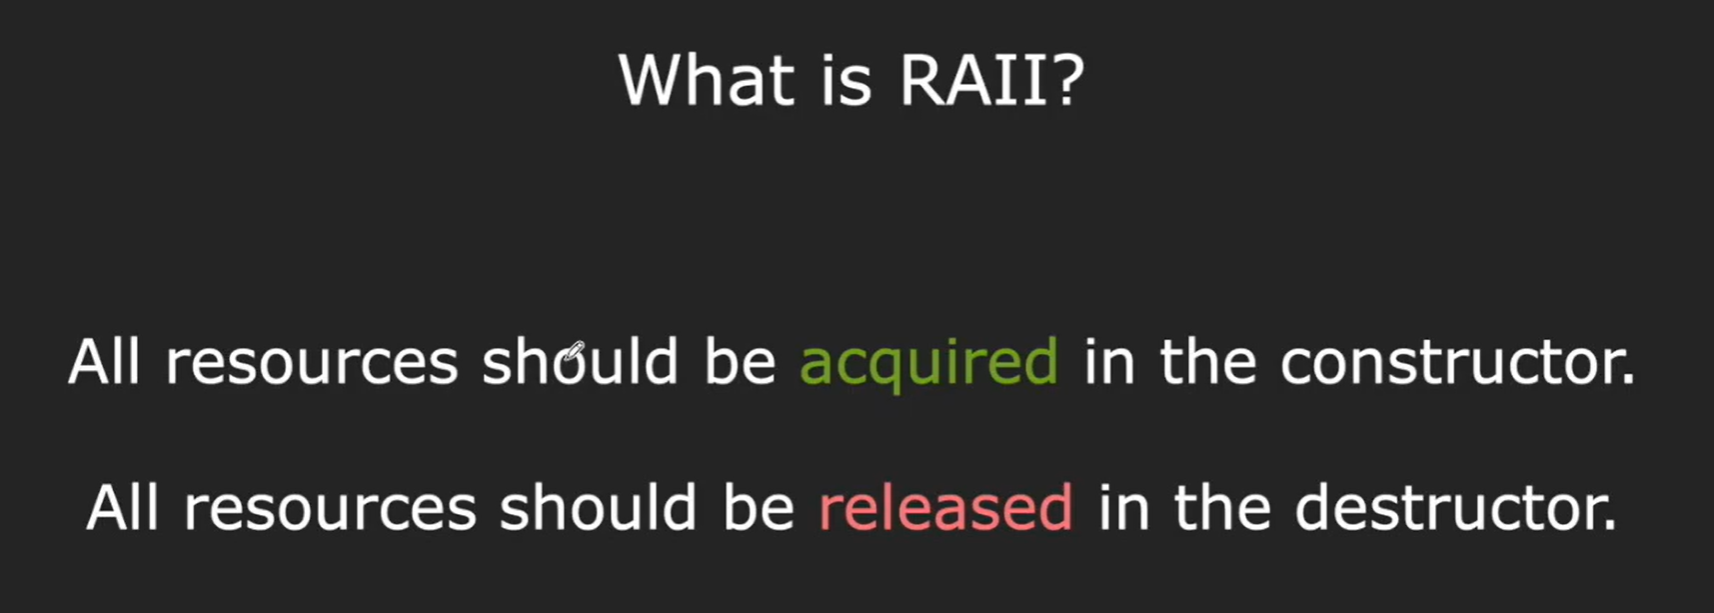 What is RAII?
All resources should be acquired in the constructor.
All resources should be released in the destructor.